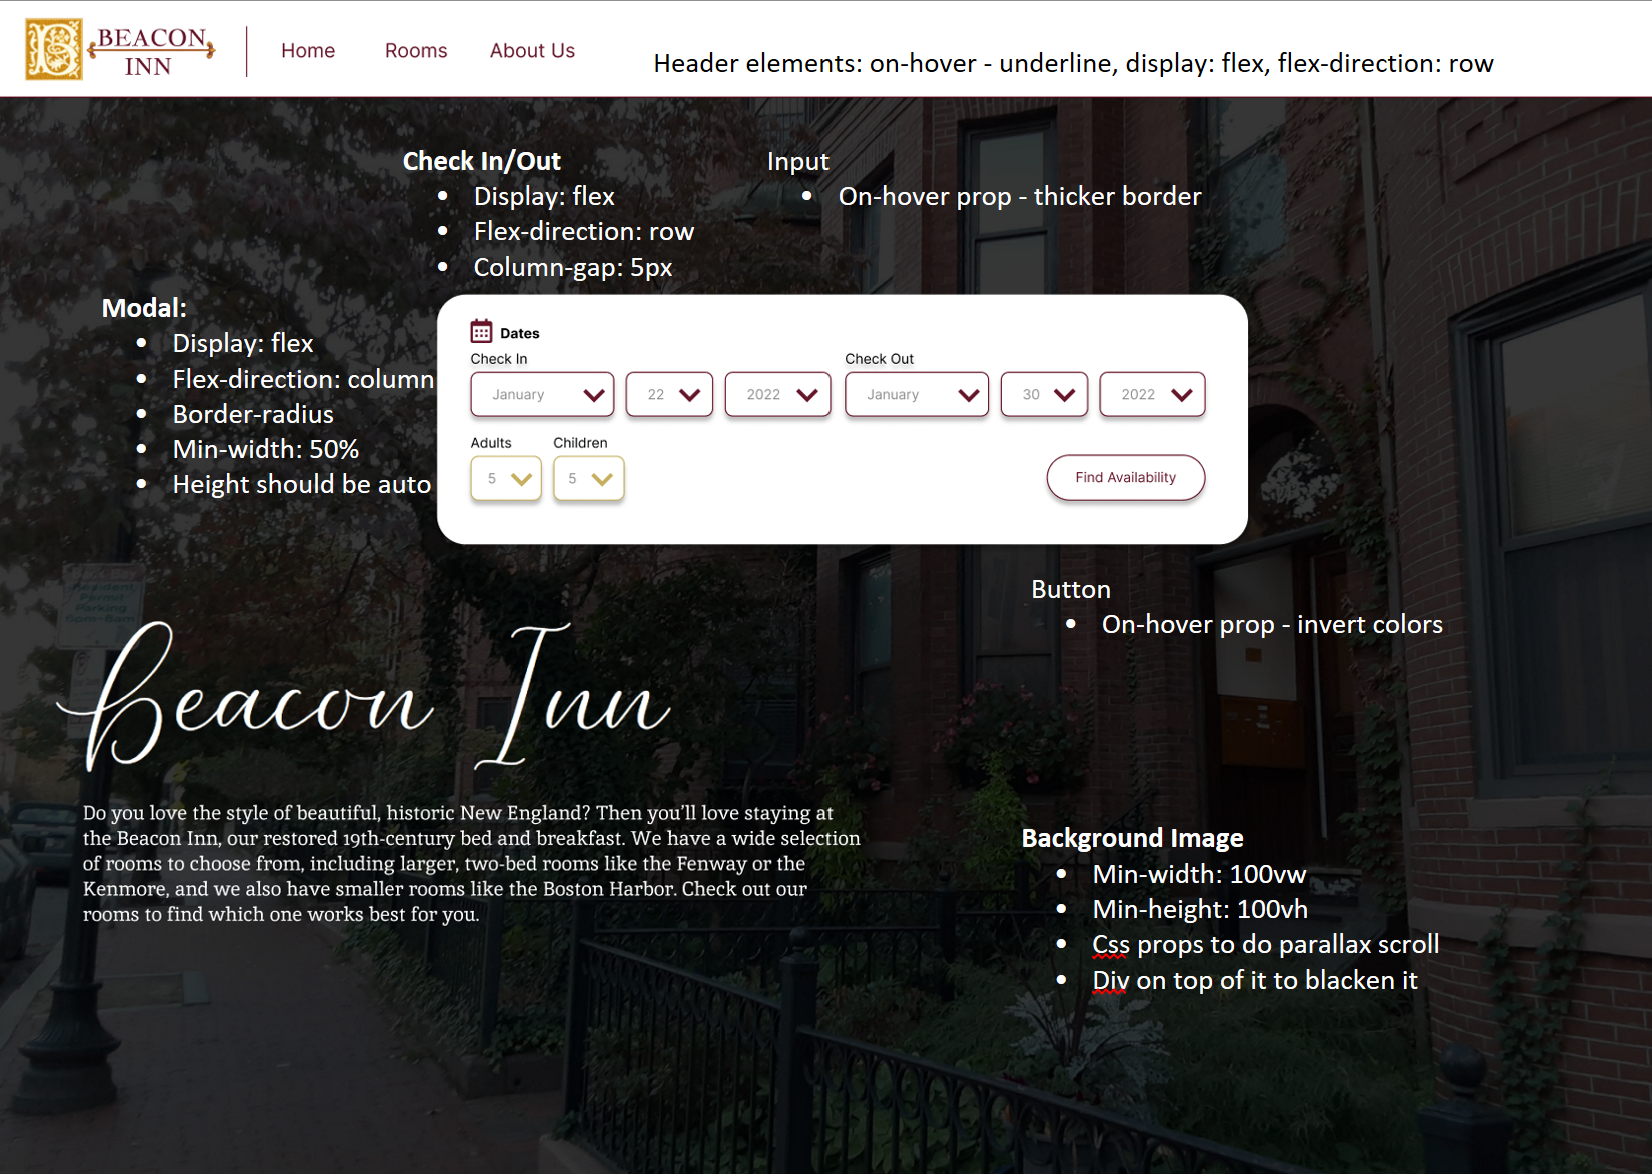 BEACON
INN
Home
Rooms
About Us
Header elements: on-hover - underline, display: flex, flex-direction: row
Check In/Out
• Display: flex
• Flex-direction: row
• Column-gap: 5px
Input
• On-hover prop - thicker border
Modal:
• Display: flex
• Flex-direction: column
• Border-radius
• Min-width: 50%
• Height should be auto
Dates
Check In
January
22
2022
Check Out
January
30
2022
Adults
5
Children
5
Find Availability
Button
• On-hover prop - invert colors
Resident
Permit
Parking
6pm-8am
Beacon Inn
Do you love the style of beautiful, historic New England? Then you’ll love staying at
the Beacon Inn, our restored 19th-century bed and breakfast. We have a wide selection
of rooms to choose from, including larger, two-bed rooms like the Fenway or the
Kenmore, and we also have smaller rooms like the Boston Harbor. Check out our
rooms to find which one works best for you.
Background Image
• Min-width: 100vw
• Min-height: 100vh
• Css props to do parallax scroll
• Div on top of it to blacken it